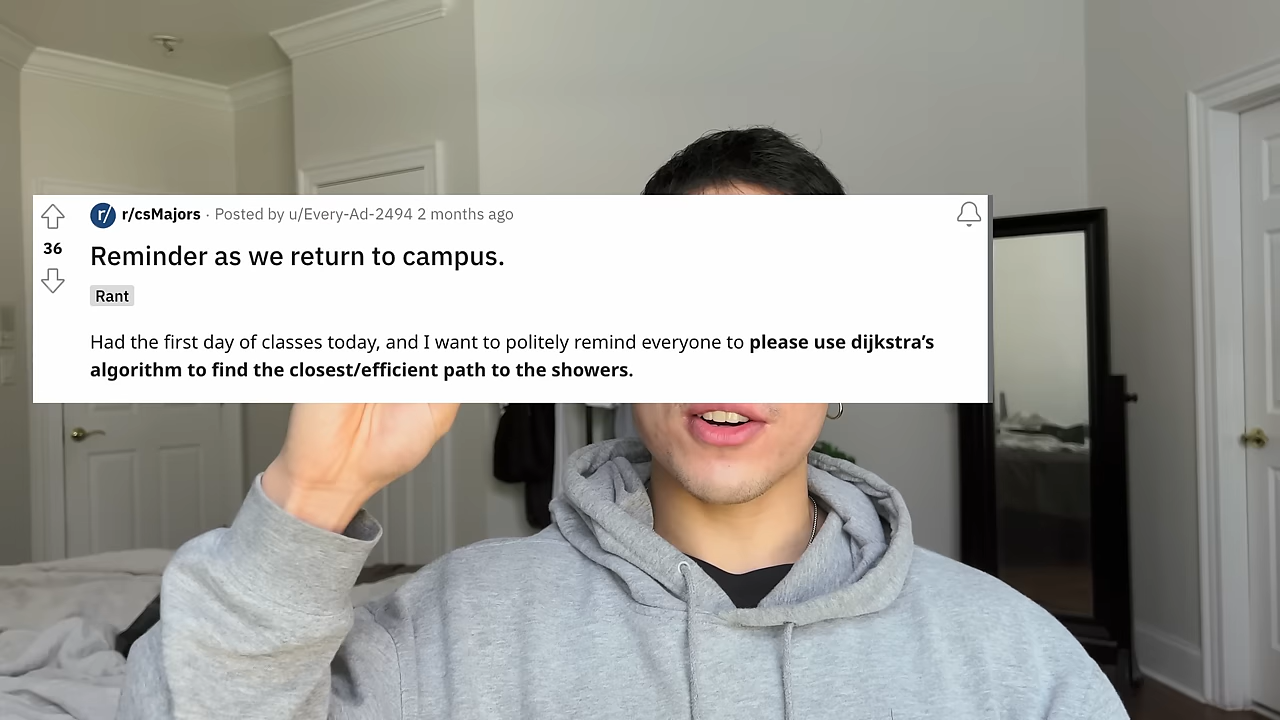 r/ r/csMajors · Posted by u/Every-Ad-2494 2 months ago
36
Reminder as we return to campus.
Rant
Had the first day of classes today, and I want to politely remind everyone to please use dijkstra’s
algorithm to find the closest/efficient path to the showers.